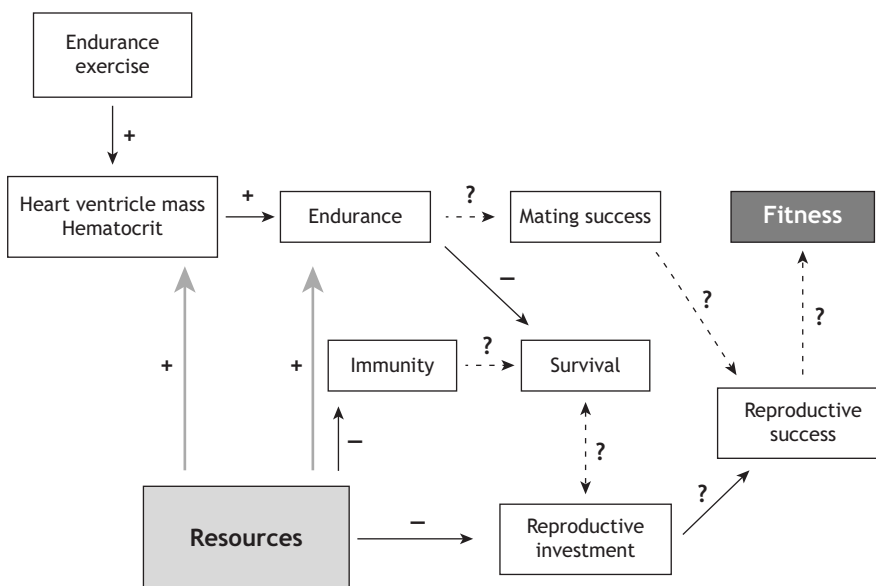 Endurance
exercise
+
Heart ventricle mass
Hematocrit
+
Endurance
?
Mating success
Fitness
–
?
?
+
+
Immunity
?
Survival
–
?
Reproductive
success
Resources
–
Reproductive
investment
?